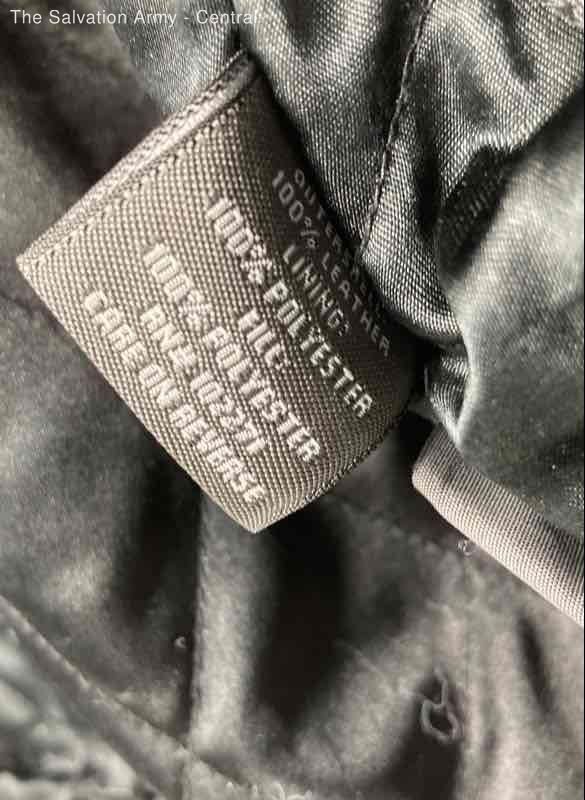 The Salvation Army - Central
OUTERSHELL:
100% LEATHER
LINING:
100% POLYESTER
FILL:
100% POLYESTER
RN# 102271
CARE ON REVERSE